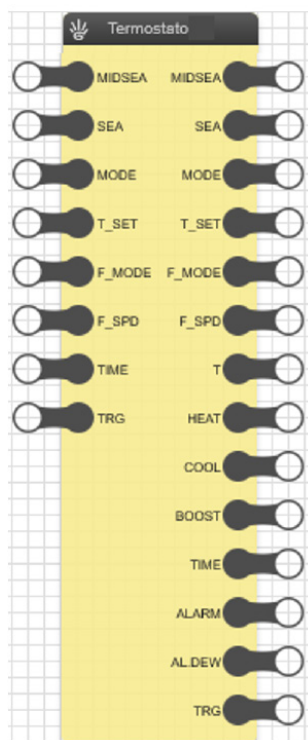 Termostato
MIDSEA MIDSEA
SEA SEA
MODE MODE
T_SET T_SET
F_MODE F_MODE
F_SPD F_SPD
TIME T
TRG HEAT
COOL
BOOST
TIME
ALARM
AL.DEW
TRG